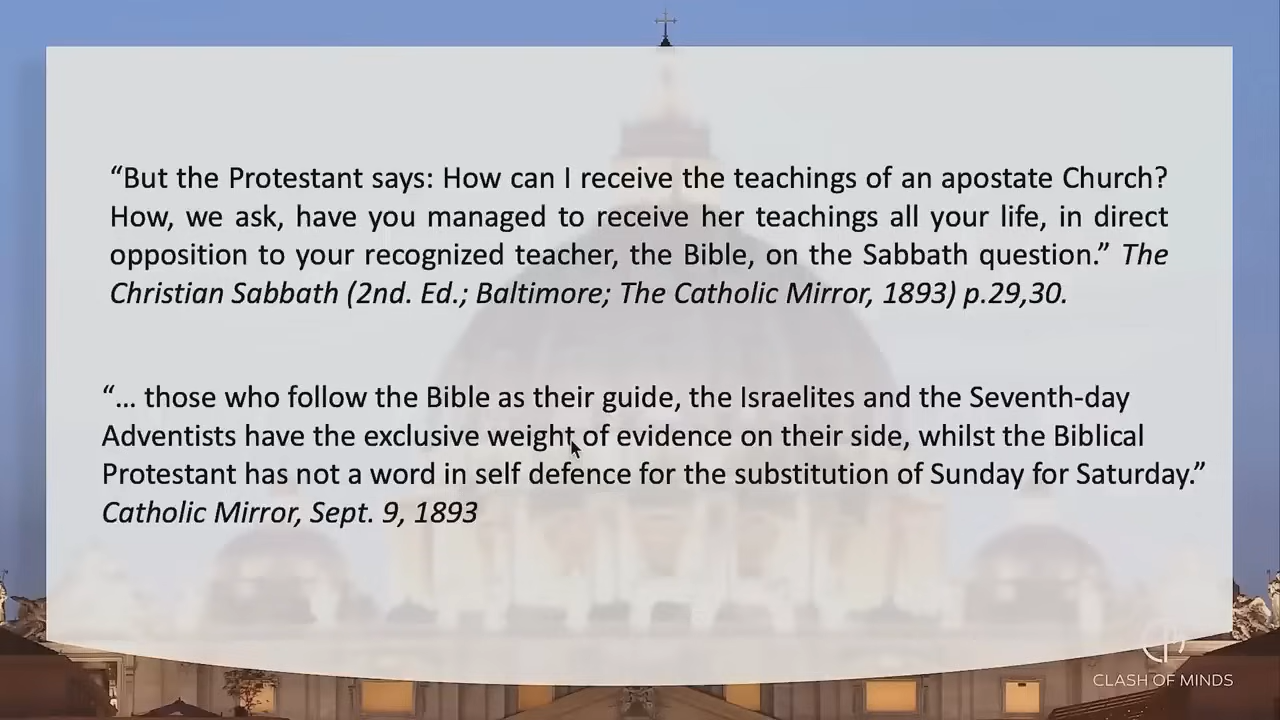 “But the Protestant says: How can I receive the teachings of an apostate Church?
How, we ask, have you managed to receive her teachings all your life, in direct
opposition to your recognized teacher, the Bible, on the Sabbath question.” The
Christian Sabbath (2nd. Ed.; Baltimore; The Catholic Mirror, 1893) p.29,30.
“… those who follow the Bible as their guide, the Israelites and the Seventh-day
Adventists have the exclusive weight of evidence on their side, whilst the Biblical
Protestant has not a word in self defence for the substitution of Sunday for Saturday.”
Catholic Mirror, Sept. 9, 1893
CLASH OF MINDS